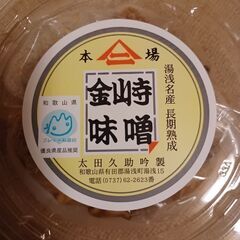 本場
湯浅名産 長期熟成
金山寺
味噌
和歌山県
優良県産品推奨
太田久助吟製
和歌山県有田郡湯浅町湯浅15
電話(0737)62-2623番